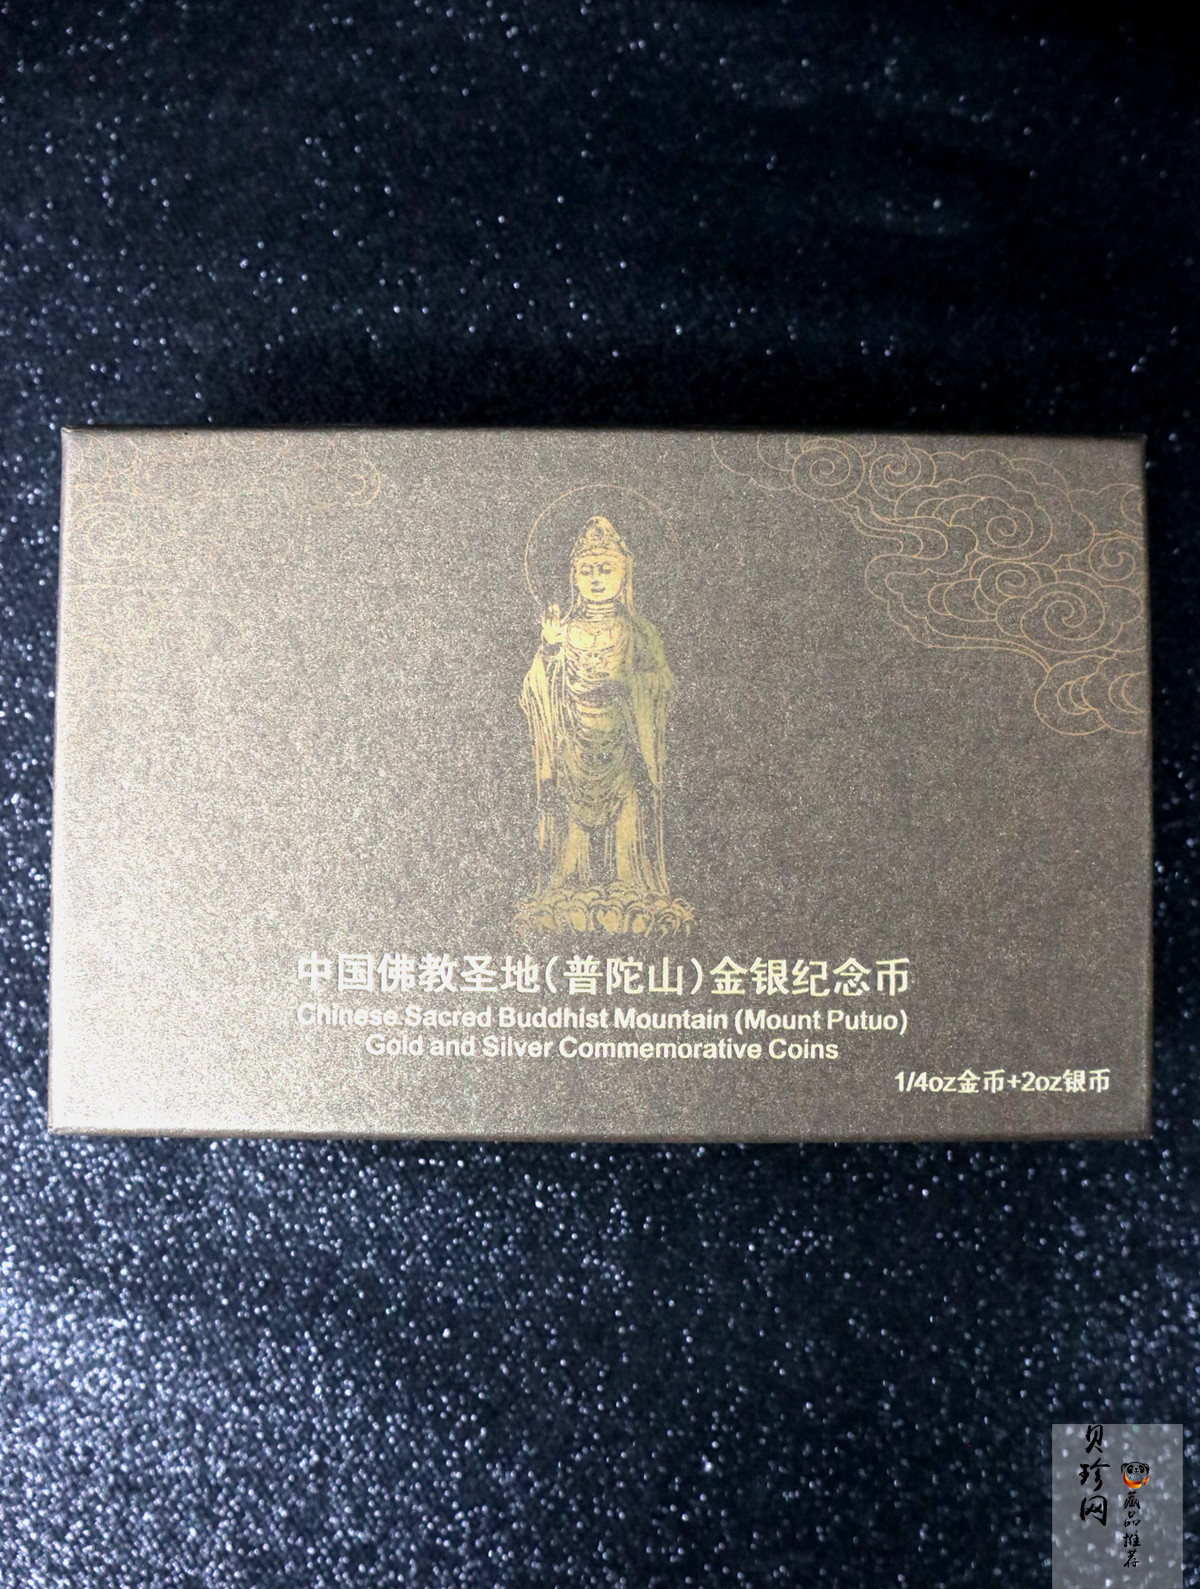 中国佛教圣地(普陀山)金银纪念币
Chinese Sacred Buddhist Mountain (Mount Putuo)
Gold and Silver Commemorative Coins
1/4oz金币+2oz银币
贝珍网
藏品推荐